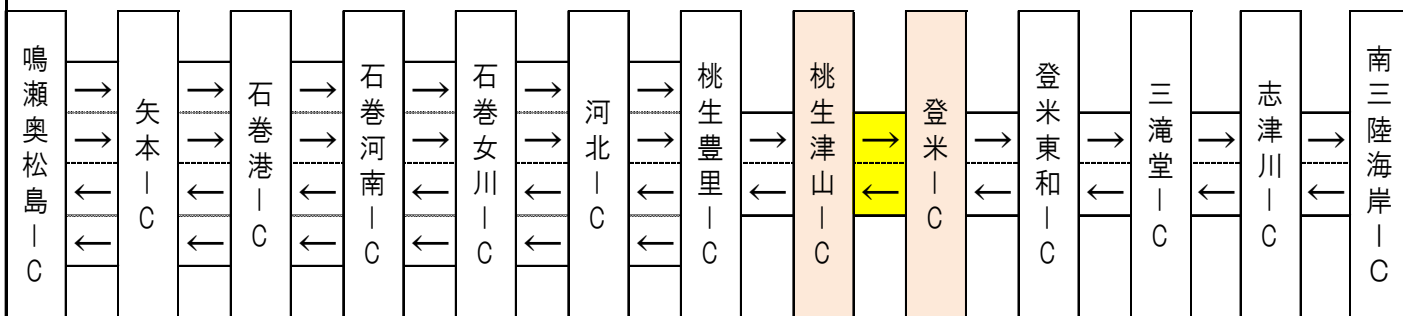 鳴瀬奥松島IC
→
→
←
←
矢本IC
→
→
←
←
石巻港IC
→
→
←
←
石巻河南IC
→
→
←
←
石巻女川IC
→
→
←
←
河北IC
→
→
←
←
桃生豊里IC
→
←
桃生津山IC
→
←
登米IC
→
←
登米東和IC
→
←
三滝堂IC
→
←
志津川IC
→
←
南三陸海岸IC